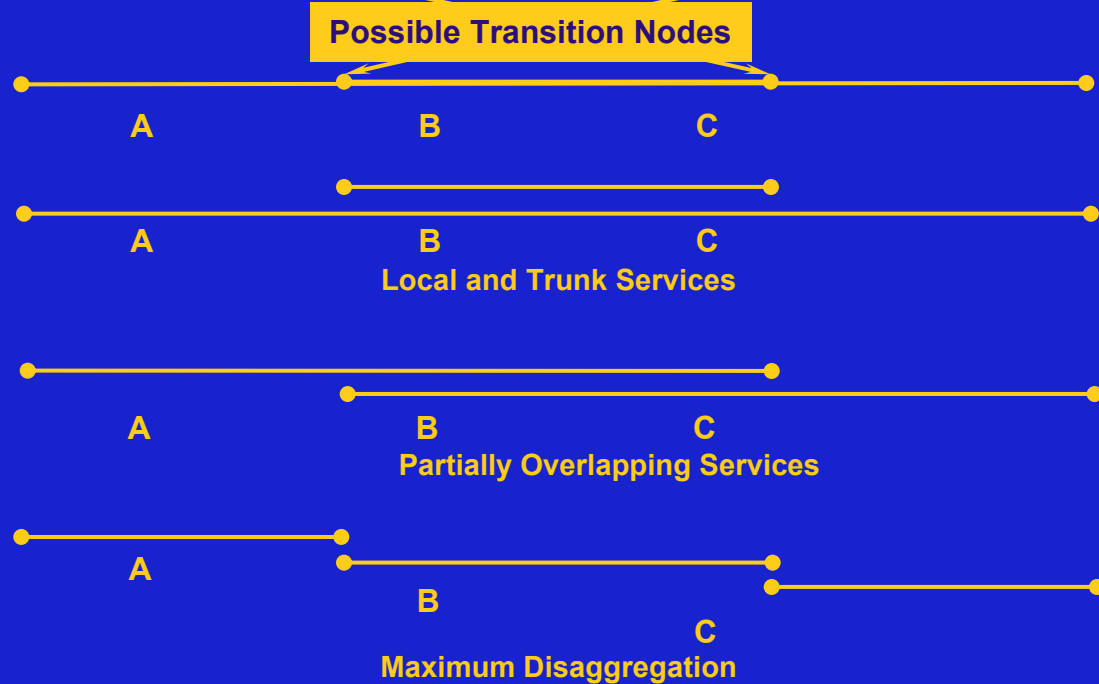 Possible Transition Nodes
A B C
A B C
Local and Trunk Services
A B C
Partially Overlapping Services
A
B
C
Maximum Disaggregation